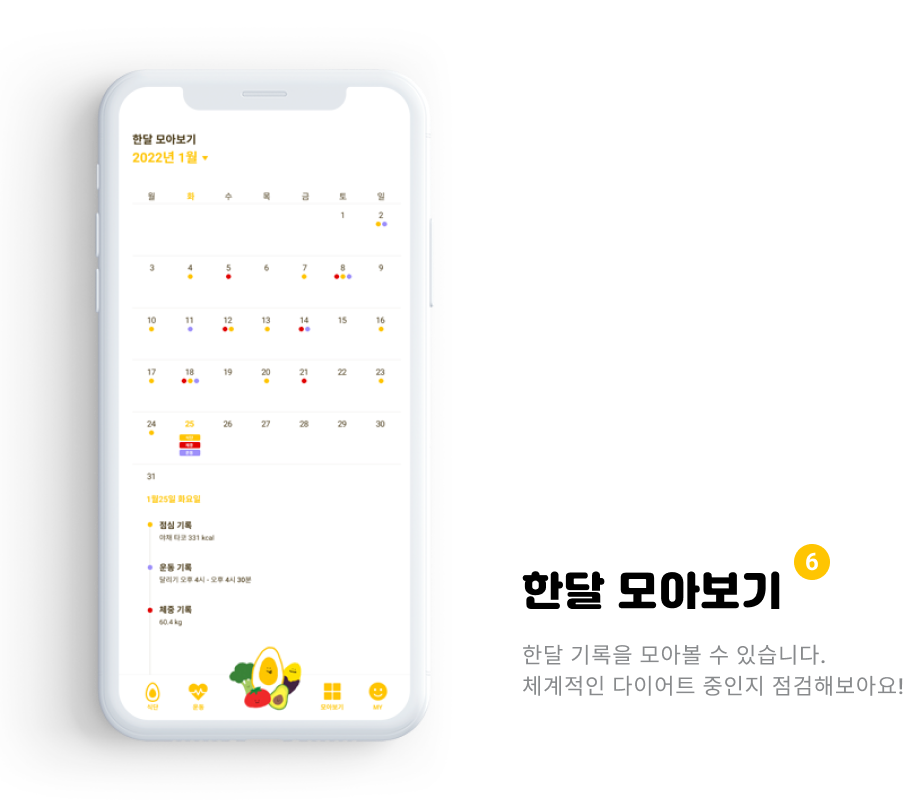 한달 모아보기
2022년 1월
월 화 수 목 금 토 일
1 2
3 4 5 6 7 8 9
10 11 12 13 14 15 16
17 18 19 20 21 22 23
24 25 26 27 28 29 30
식단
체중
운동
31
1월25일 화요일
점심 기록
야채 타코 331 kcal
운동 기록
달리기 오후 4시 - 오후 4시 30분
체중 기록
60.4 kg
식단 운동 모아보기 MY
한달 모아보기 6
한달 기록을 모아볼 수 있습니다.
체계적인 다이어트 중인지 점검해보아요!